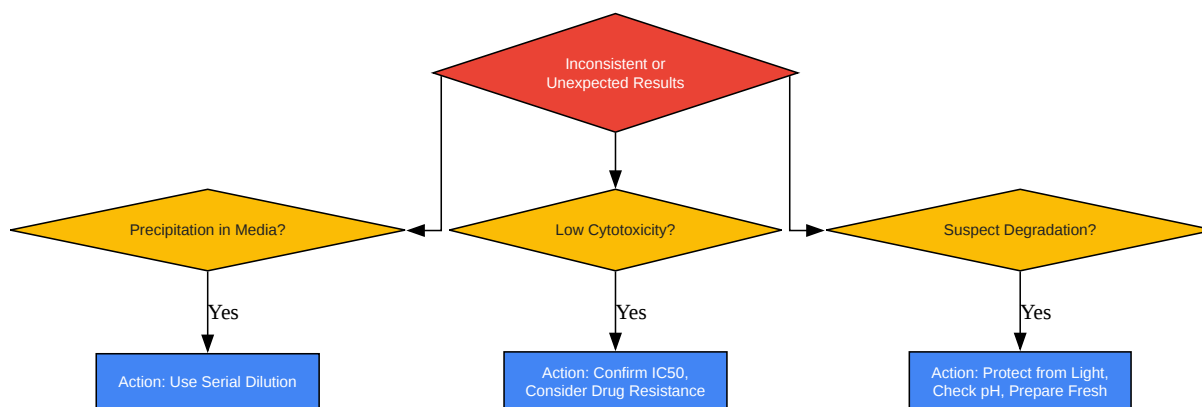 Inconsistent or
Unexpected Results
Precipitation in Media?
Low Cytotoxicity?
Suspect Degradation?
Yes
Yes
Yes
Action: Use Serial Dilution
Action: Confirm IC50,
Consider Drug Resistance
Action: Protect from Light,
Check pH, Prepare Fresh